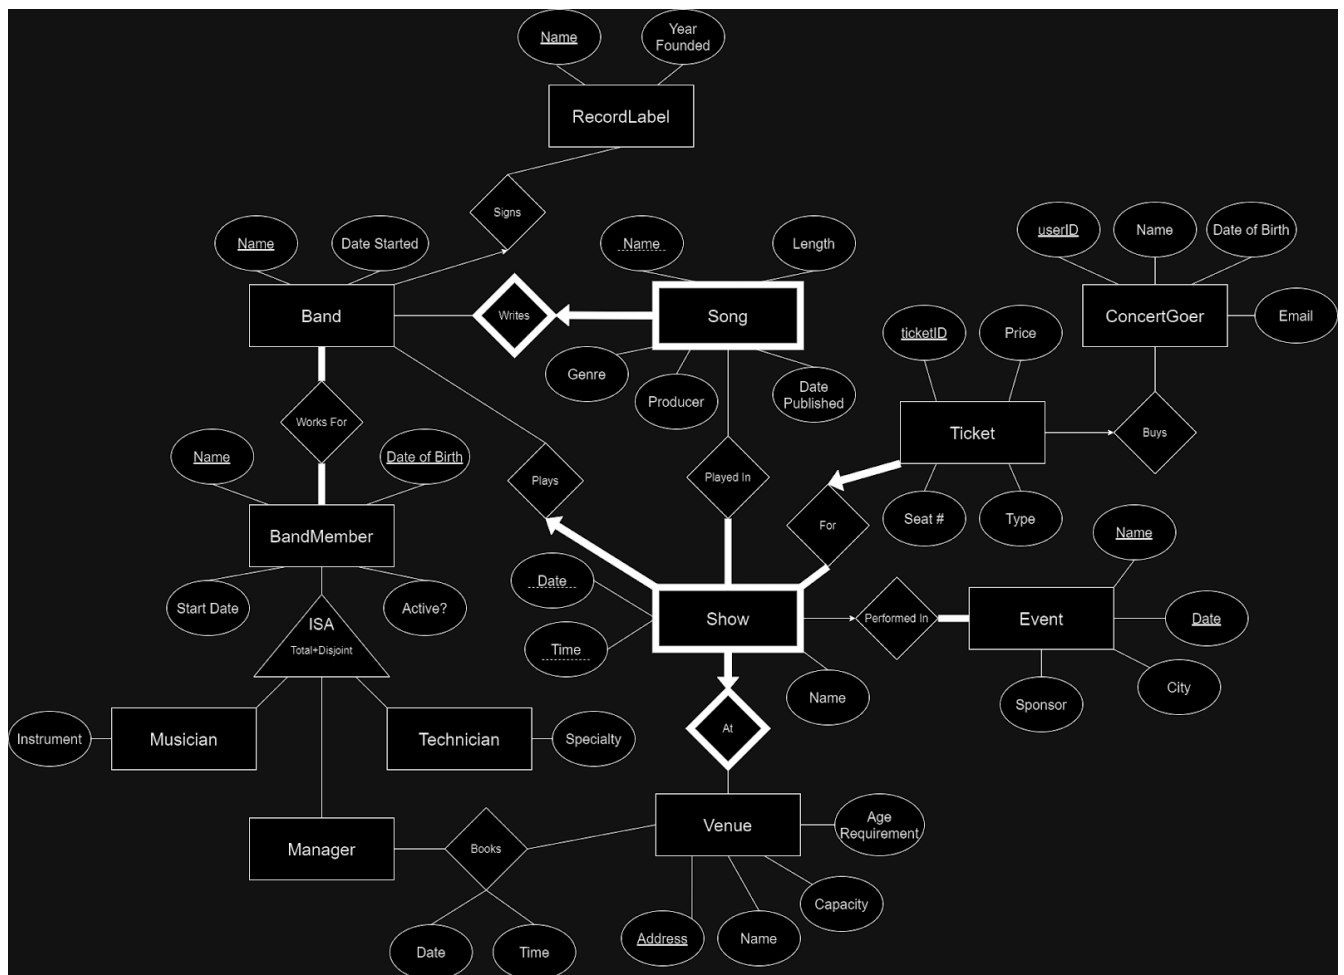 Name
Year
Founded
RecordLabel
Signs
Name
Date Started
Name
Length
userID
Name
Date of Birth
Band
Writes
Song
ConcertGoer
Email
ticketID
Price
Genre
Producer
Date
Published
Works For
Ticket
Buys
Name
Date of Birth
Plays
Played In
For
Seat #
Type
Name
BandMember
Start Date
Active?
Date
ISA
Total+Disjoint
Show
Performed In
Event
Date
Time
Name
Sponsor
City
Instrument
Musician
Technician
Specialty
At
Manager
Books
Venue
Age
Requirement
Capacity
Date
Time
Address
Name